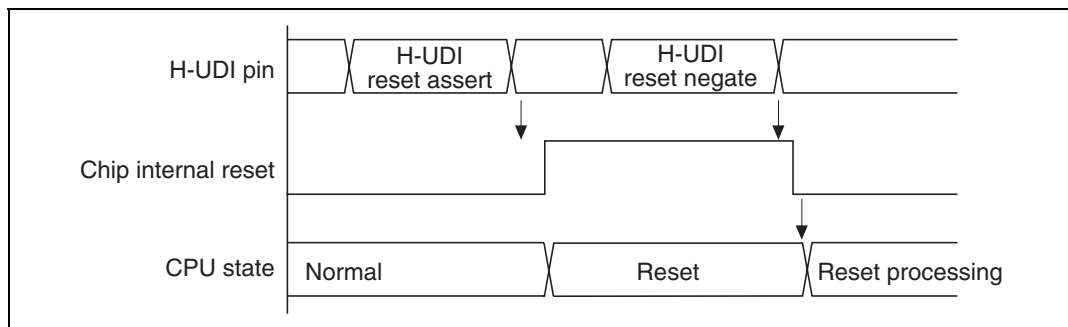 H-UDI pin
H-UDI
reset assert
H-UDI
reset negate
Chip internal reset
CPU state
Normal
Reset
Reset processing